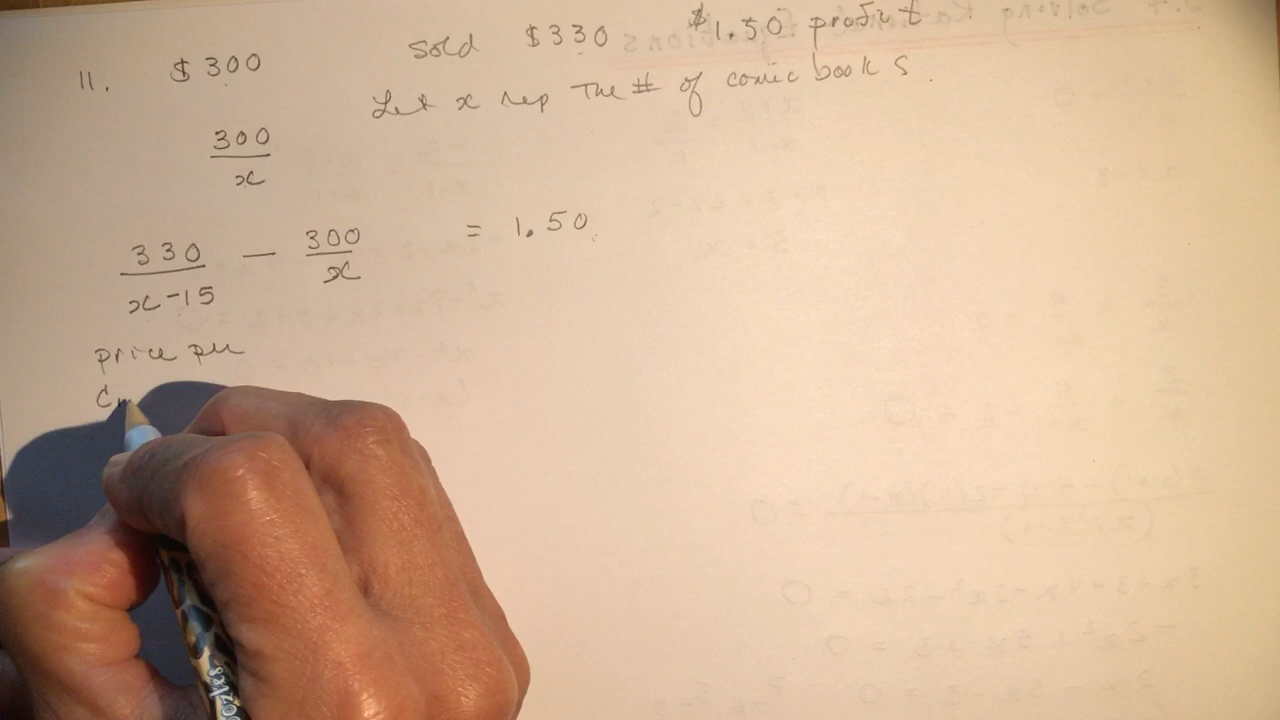 11. $300 sold $330 $1.50 profit
Let x rep the # of comic books.
300
x
330 — 300 = 1.50
x-15 x
price per